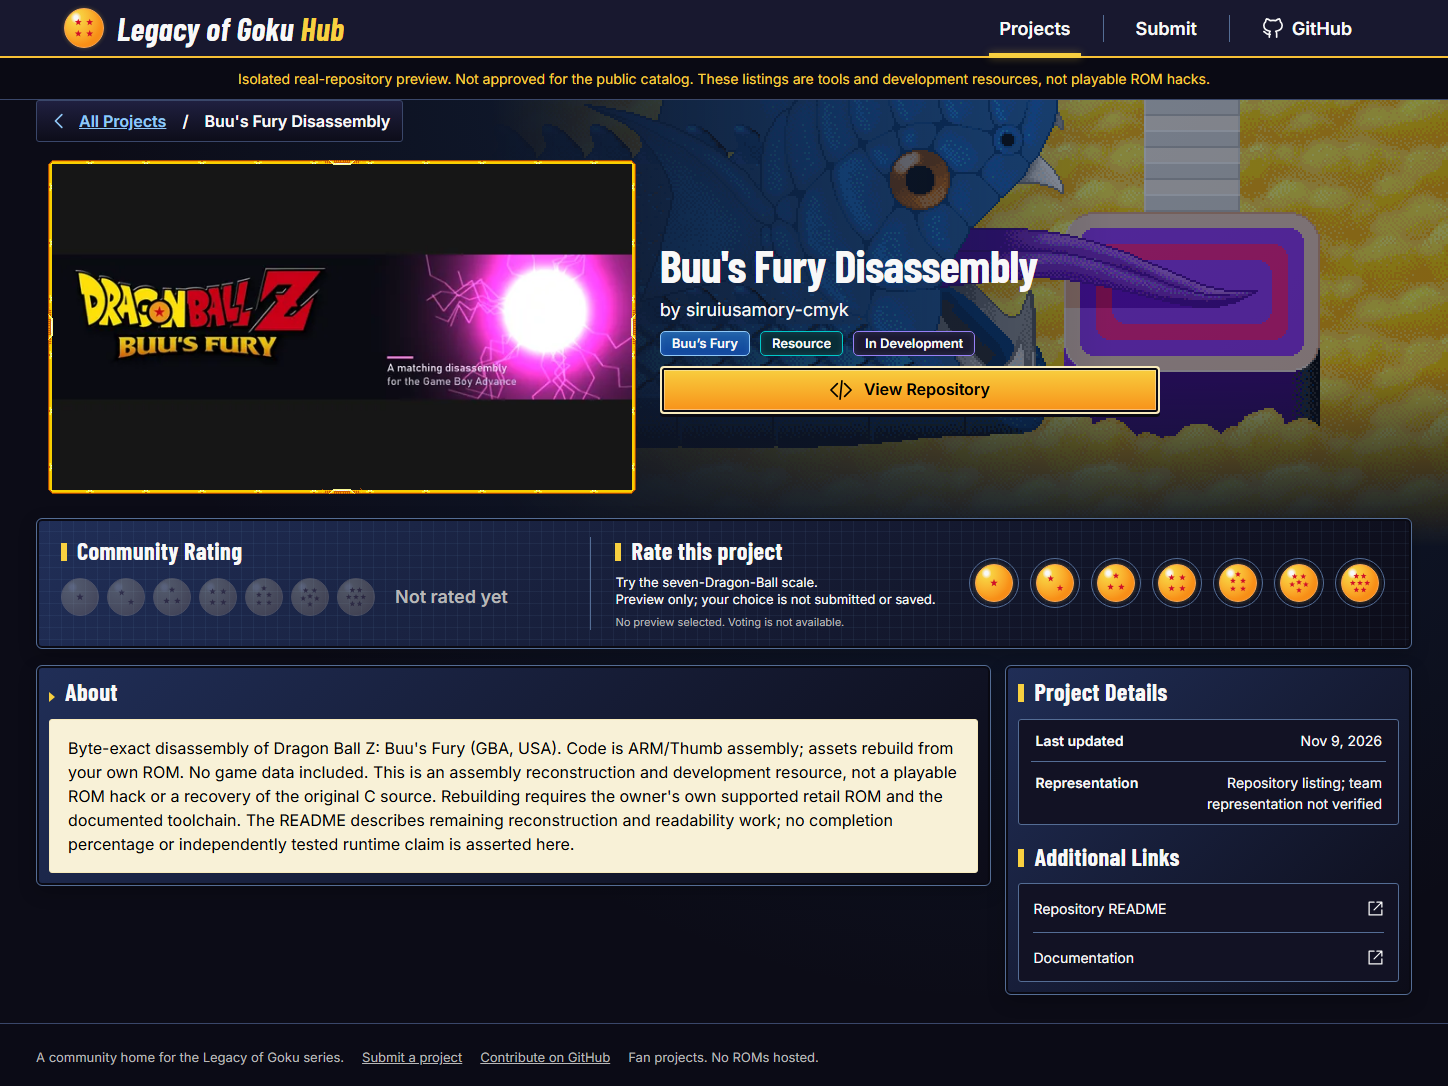 Legacy of Goku Hub
Projects
Submit
GitHub
Isolated real-repository preview. Not approved for the public catalog. These listings are tools and development resources, not playable ROM hacks.
All Projects / Buu's Fury Disassembly
DRAGON BALL Z
BUU'S FURY
A matching disassembly
for the Game Boy Advance
Buu's Fury Disassembly
by siruiusamory-cmyk
Buu’s Fury
Resource
In Development
</> View Repository
Community Rating
Not rated yet
Rate this project
Try the seven-Dragon-Ball scale.
Preview only; your choice is not submitted or saved.
No preview selected. Voting is not available.
About
Byte-exact disassembly of Dragon Ball Z: Buu's Fury (GBA, USA). Code is ARM/Thumb assembly; assets rebuild from
your own ROM. No game data included. This is an assembly reconstruction and development resource, not a playable
ROM hack or a recovery of the original C source. Rebuilding requires the owner's own supported retail ROM and the
documented toolchain. The README describes remaining reconstruction and readability work; no completion
percentage or independently tested runtime claim is asserted here.
Project Details
Last updated
Nov 9, 2026
Representation
Repository listing; team
representation not verified
Additional Links
Repository README
Documentation
A community home for the Legacy of Goku series.
Submit a project
Contribute on GitHub
Fan projects. No ROMs hosted.